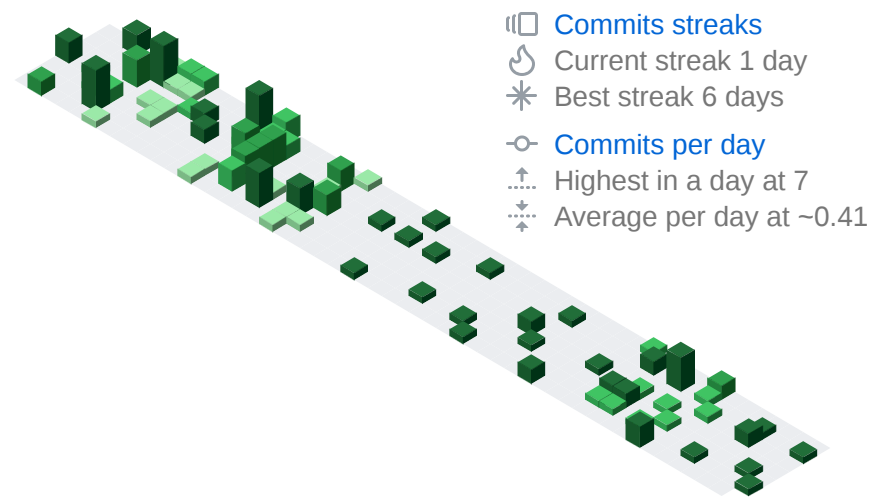 Commits streaks
Current streak 1 day
Best streak 6 days
Commits per day
Highest in a day at 7
Average per day at ~0.41